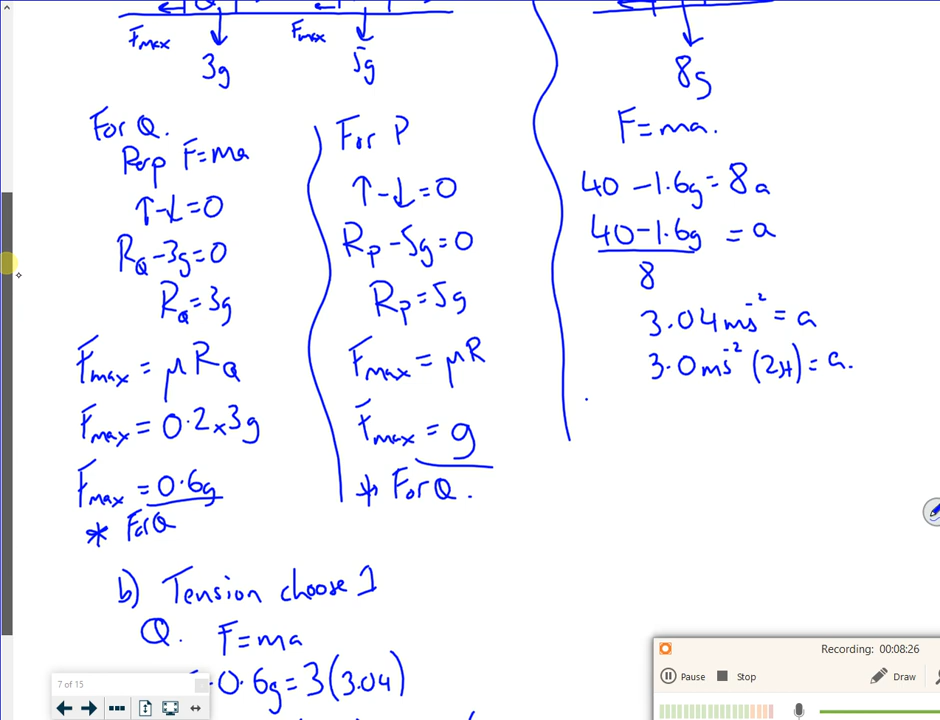 Fmax
3g
Fmax
5g
8g
For Q.
Perp F=ma
↑-↓=0
RQ-3g=0
RQ=3g
Fmax = μRQ
Fmax = 0.2×3g
Fmax = 0.6g
* For Q
For P
↑-↓=0
Rp-5g=0
Rp=5g
Fmax = μR
Fmax = g
* For Q.
F=ma.
40-1.6g=8a
40-1.6g = a
8
3.04ms⁻² = a
3.0ms⁻² (2sf) = a.
b) Tension choose 1
Q. F=ma
-0.6g=3(3.04)
7 of 15
Recording: 00:08:26
Pause Stop Draw